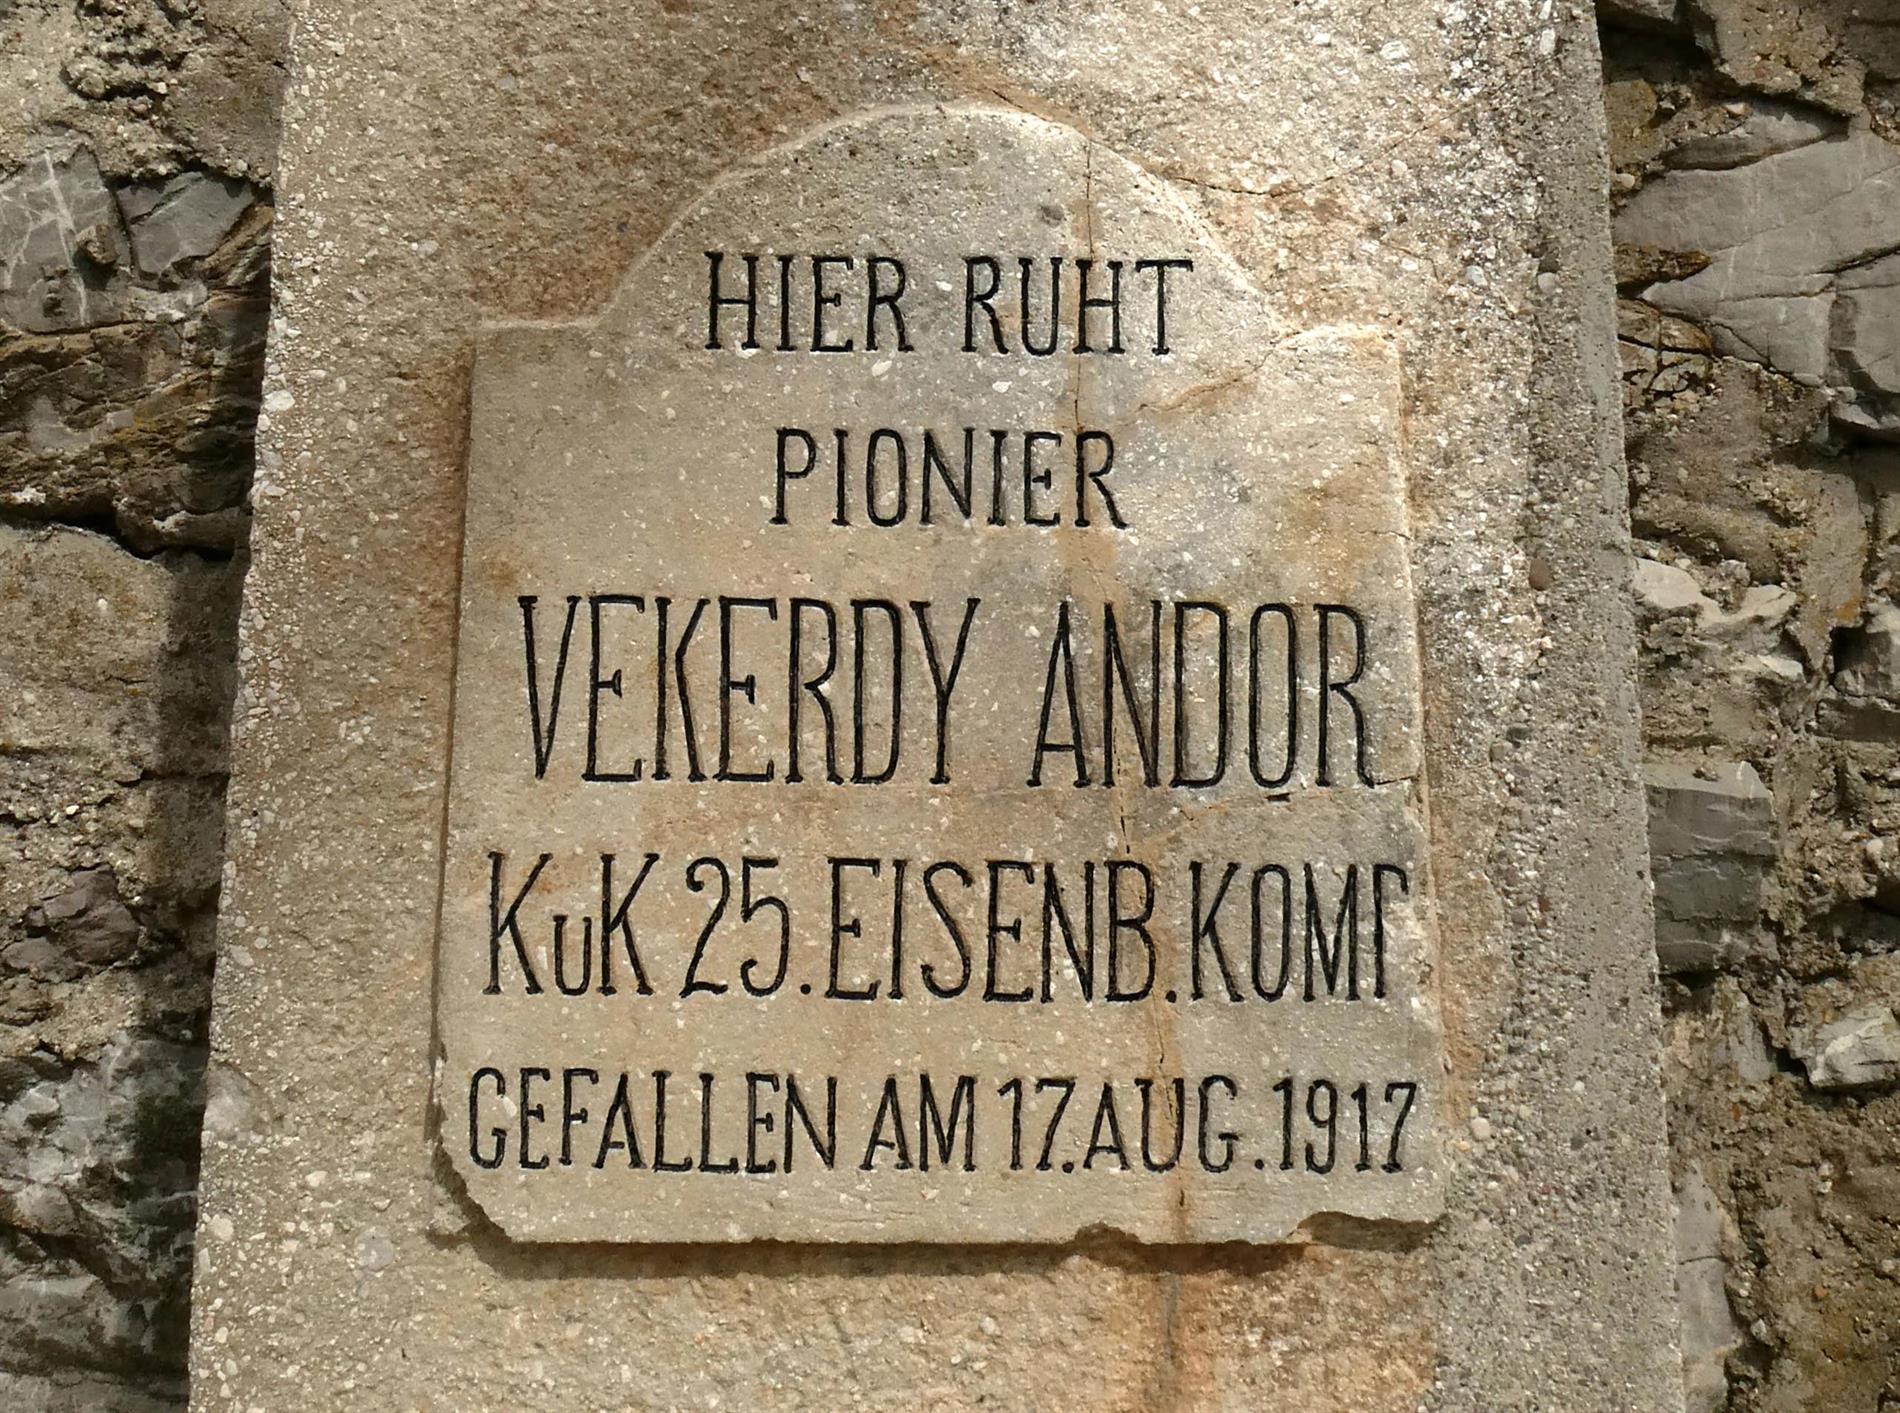 HIER RUHT
PIONIER
VEKERDY ANDOR
KuK 25. EISENB. KOMP
GEFALLEN AM 17. AUG. 1917